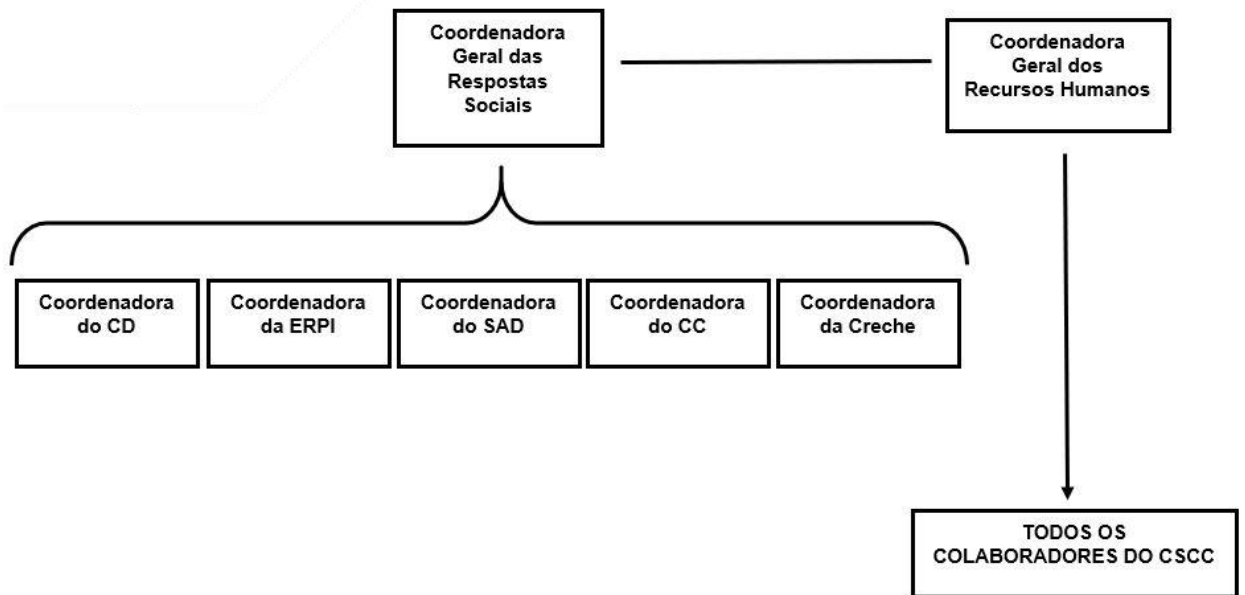 Coordenadora
Geral das
Respostas
Sociais
Coordenadora
Geral dos
Recursos Humanos
Coordenadora
do CD
Coordenadora
da ERPI
Coordenadora
do SAD
Coordenadora
do CC
Coordenadora
da Creche
TODOS OS
COLABORADORES DO CSCC